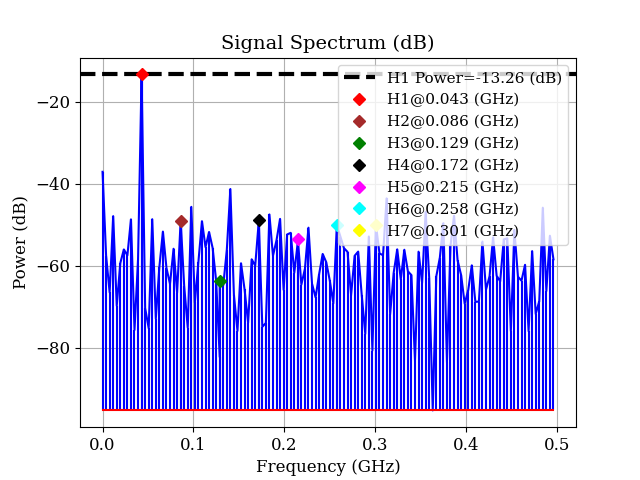 Signal Spectrum (dB)
H1 Power=-13.26 (dB)
H1@0.043 (GHz)
H2@0.086 (GHz)
H3@0.129 (GHz)
H4@0.172 (GHz)
H5@0.215 (GHz)
H6@0.258 (GHz)
H7@0.301 (GHz)
Power (dB)
−20
−40
−60
−80
0.0 0.1 0.2 0.3 0.4 0.5
Frequency (GHz)